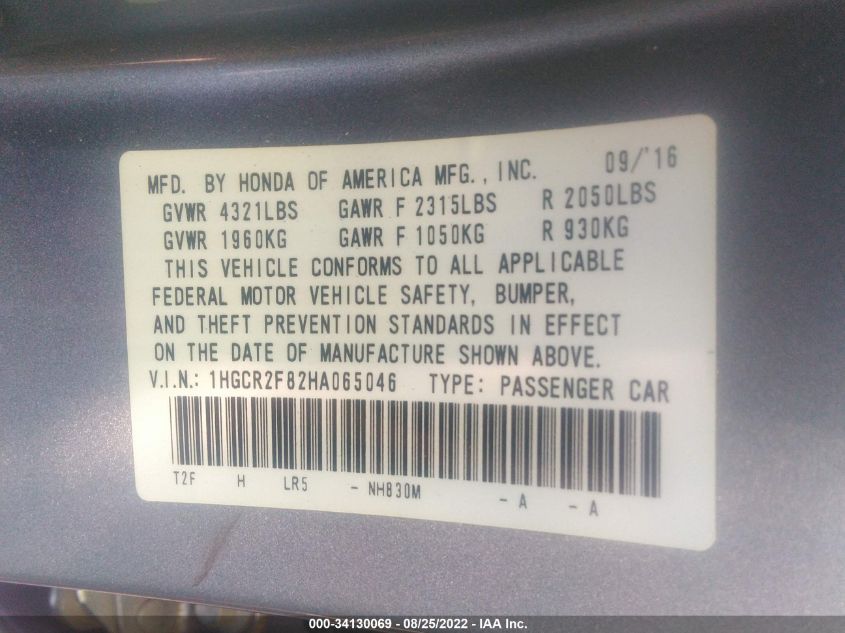 MFD. BY HONDA OF AMERICA MFG., INC. 09/'16
GVWR 4321LBS GAWR F 2315LBS R 2050LBS
GVWR 1960KG GAWR F 1050KG R 930KG
THIS VEHICLE CONFORMS TO ALL APPLICABLE
FEDERAL MOTOR VEHICLE SAFETY, BUMPER,
AND THEFT PREVENTION STANDARDS IN EFFECT
ON THE DATE OF MANUFACTURE SHOWN ABOVE.
V.I.N.: 1HGCR2F82HA065046 TYPE: PASSENGER CAR
T2F H LR5 - NH830M - A - A
000-34130069 - 08/25/2022 - IAA Inc.